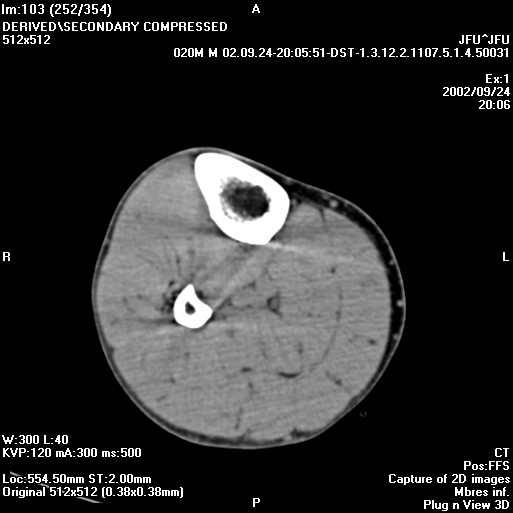 Im:103 (252/354)
A
DERIVED\SECONDARY COMPRESSED
512x512
JFU^JFU
020M M 02.09.24-20:05:51-DST-1.3.12.2.1107.5.1.4.50031
Ex:1
2002/09/24
20:06
R
L
W:300 L:40
KVP:120 mA:300 ms:500
CT
Pos:FFS
Loc:554.50mm ST:2.00mm
Capture of 2D images.
Original 512x512 (0.38x0.38mm)
Mbres inf.
P
Plug n View 3D